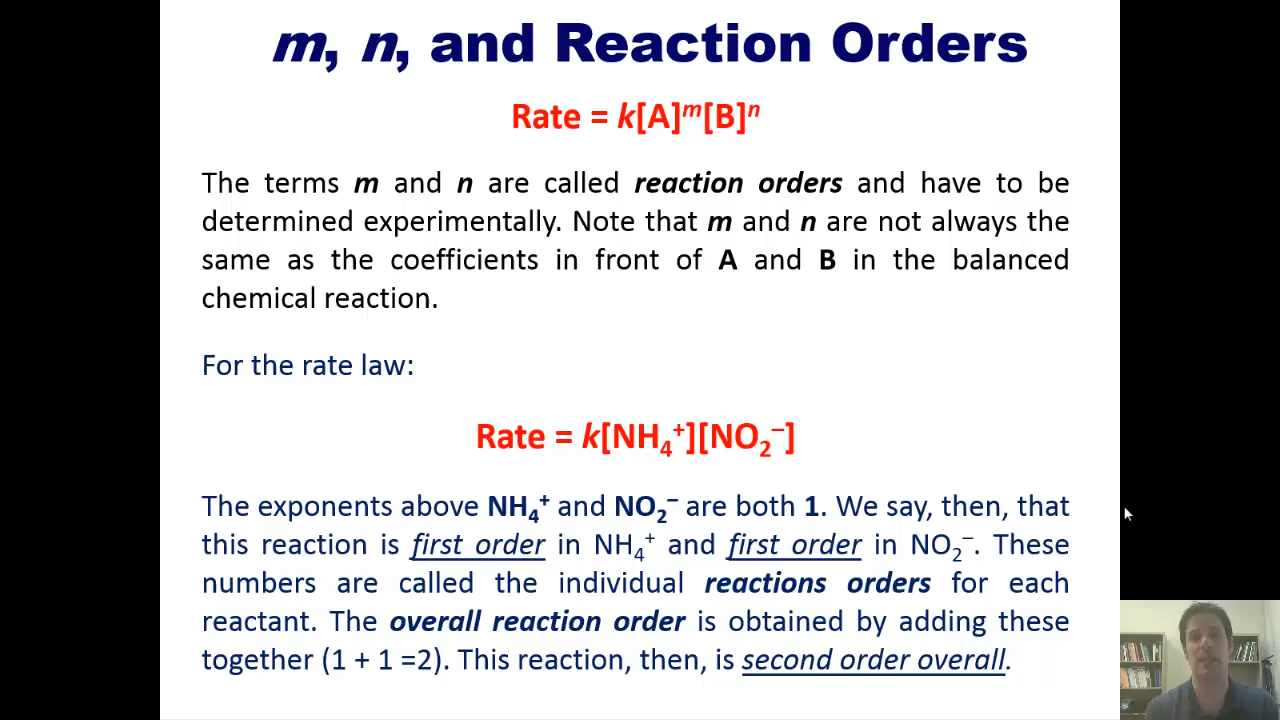 m, n, and Reaction Orders
Rate = k[A]ᵐ[B]ⁿ
The terms m and n are called reaction orders and have to be
determined experimentally. Note that m and n are not always the
same as the coefficients in front of A and B in the balanced
chemical reaction.
For the rate law:
Rate = k[NH₄⁺][NO₂⁻]
The exponents above NH₄⁺ and NO₂⁻ are both 1. We say, then, that
this reaction is first order in NH₄⁺ and first order in NO₂⁻. These
numbers are called the individual reactions orders for each
reactant. The overall reaction order is obtained by adding these
together (1 + 1 =2). This reaction, then, is second order overall.